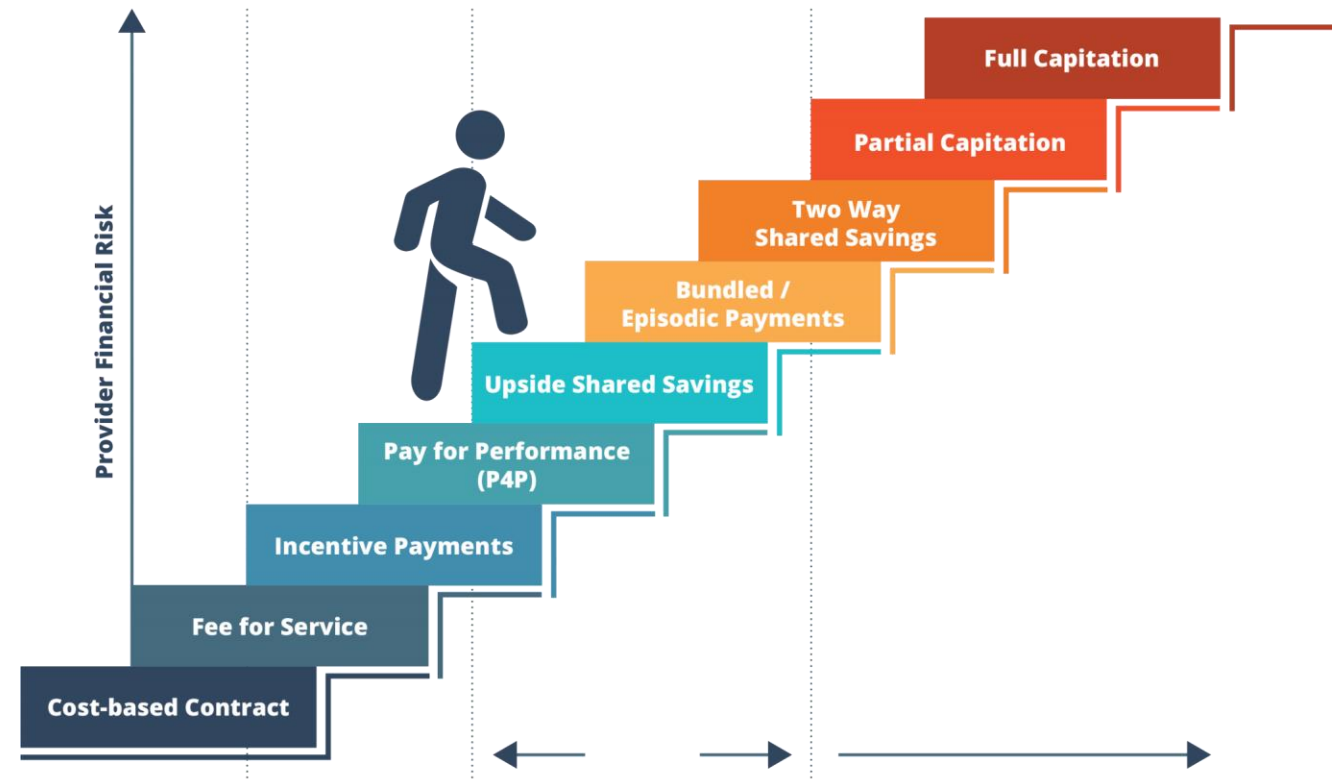 Full Capitation
Partial Capitation
Two Way
Shared Savings
Bundled /
Episodic Payments
Upside Shared Savings
Pay for Performance
(P4P)
Incentive Payments
Fee for Service
Cost-based Contract
Provider Financial Risk